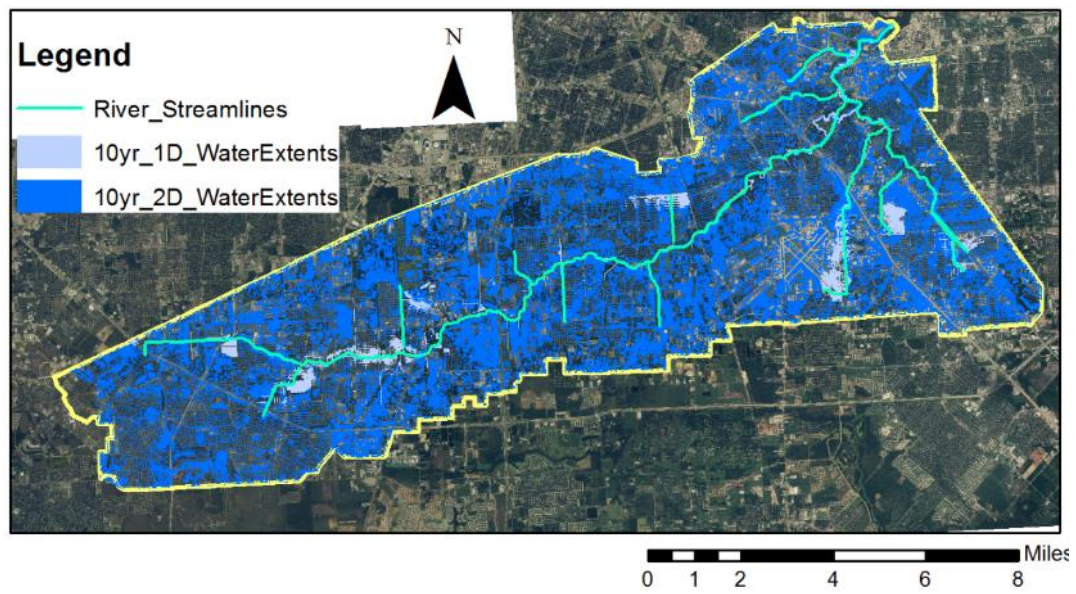 Legend
River_Streamlines
10yr_1D_WaterExtents
10yr_2D_WaterExtents
N
Miles
0 1 2 4 6 8